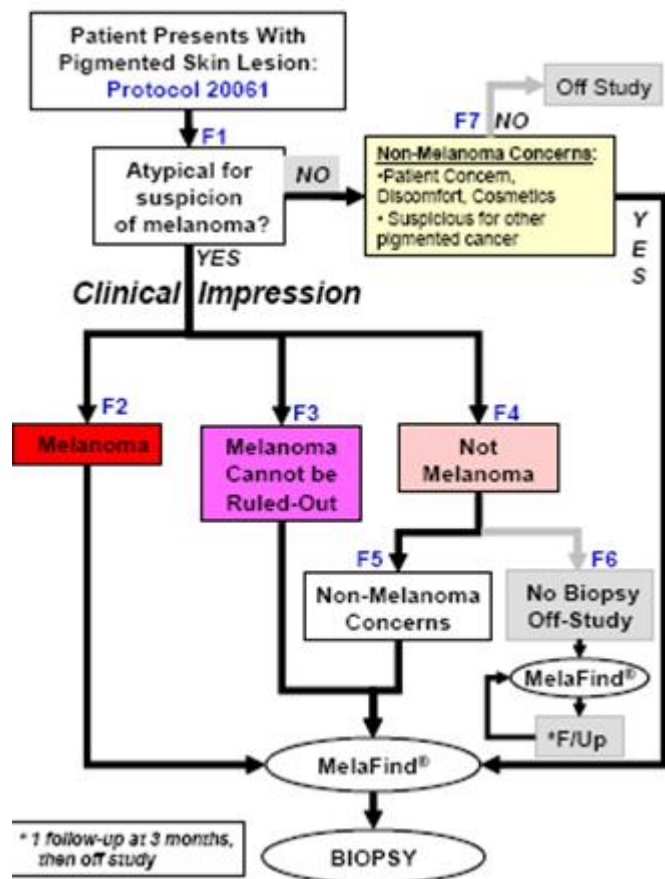 Patient Presents With
Pigmented Skin Lesion:
Protocol 20061
F1
Atypical for
suspicion
of melanoma?
NO
YES
F7 NO
Off Study
Non-Melanoma Concerns:
•Patient Concern,
Discomfort, Cosmetics
• Suspicious for other
pigmented cancer
YES
Clinical Impression
F2
Melanoma
F3
Melanoma
Cannot be
Ruled-Out
F4
Not
Melanoma
F5
Non-Melanoma
Concerns
F6
No Biopsy
Off-Study
MelaFind®
*F/Up
MelaFind®
BIOPSY
* 1 follow-up at 3 months,
then off study